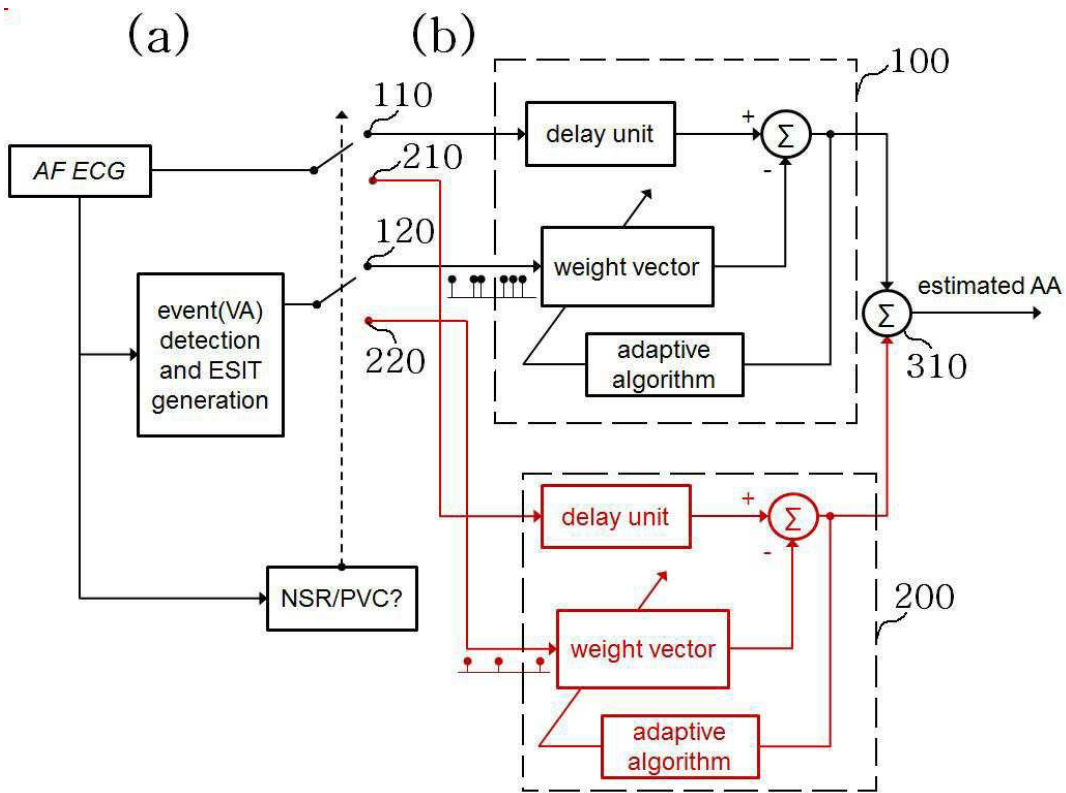 (a)
(b)
100
110
+
Σ
delay unit
-
AF ECG
210
120
weight vector
estimated AA
Σ
event(VA)
detection
and ESIT
generation
220
adaptive
algorithm
310
+
delay unit
Σ
-
NSR/PVC?
200
weight vector
adaptive
algorithm